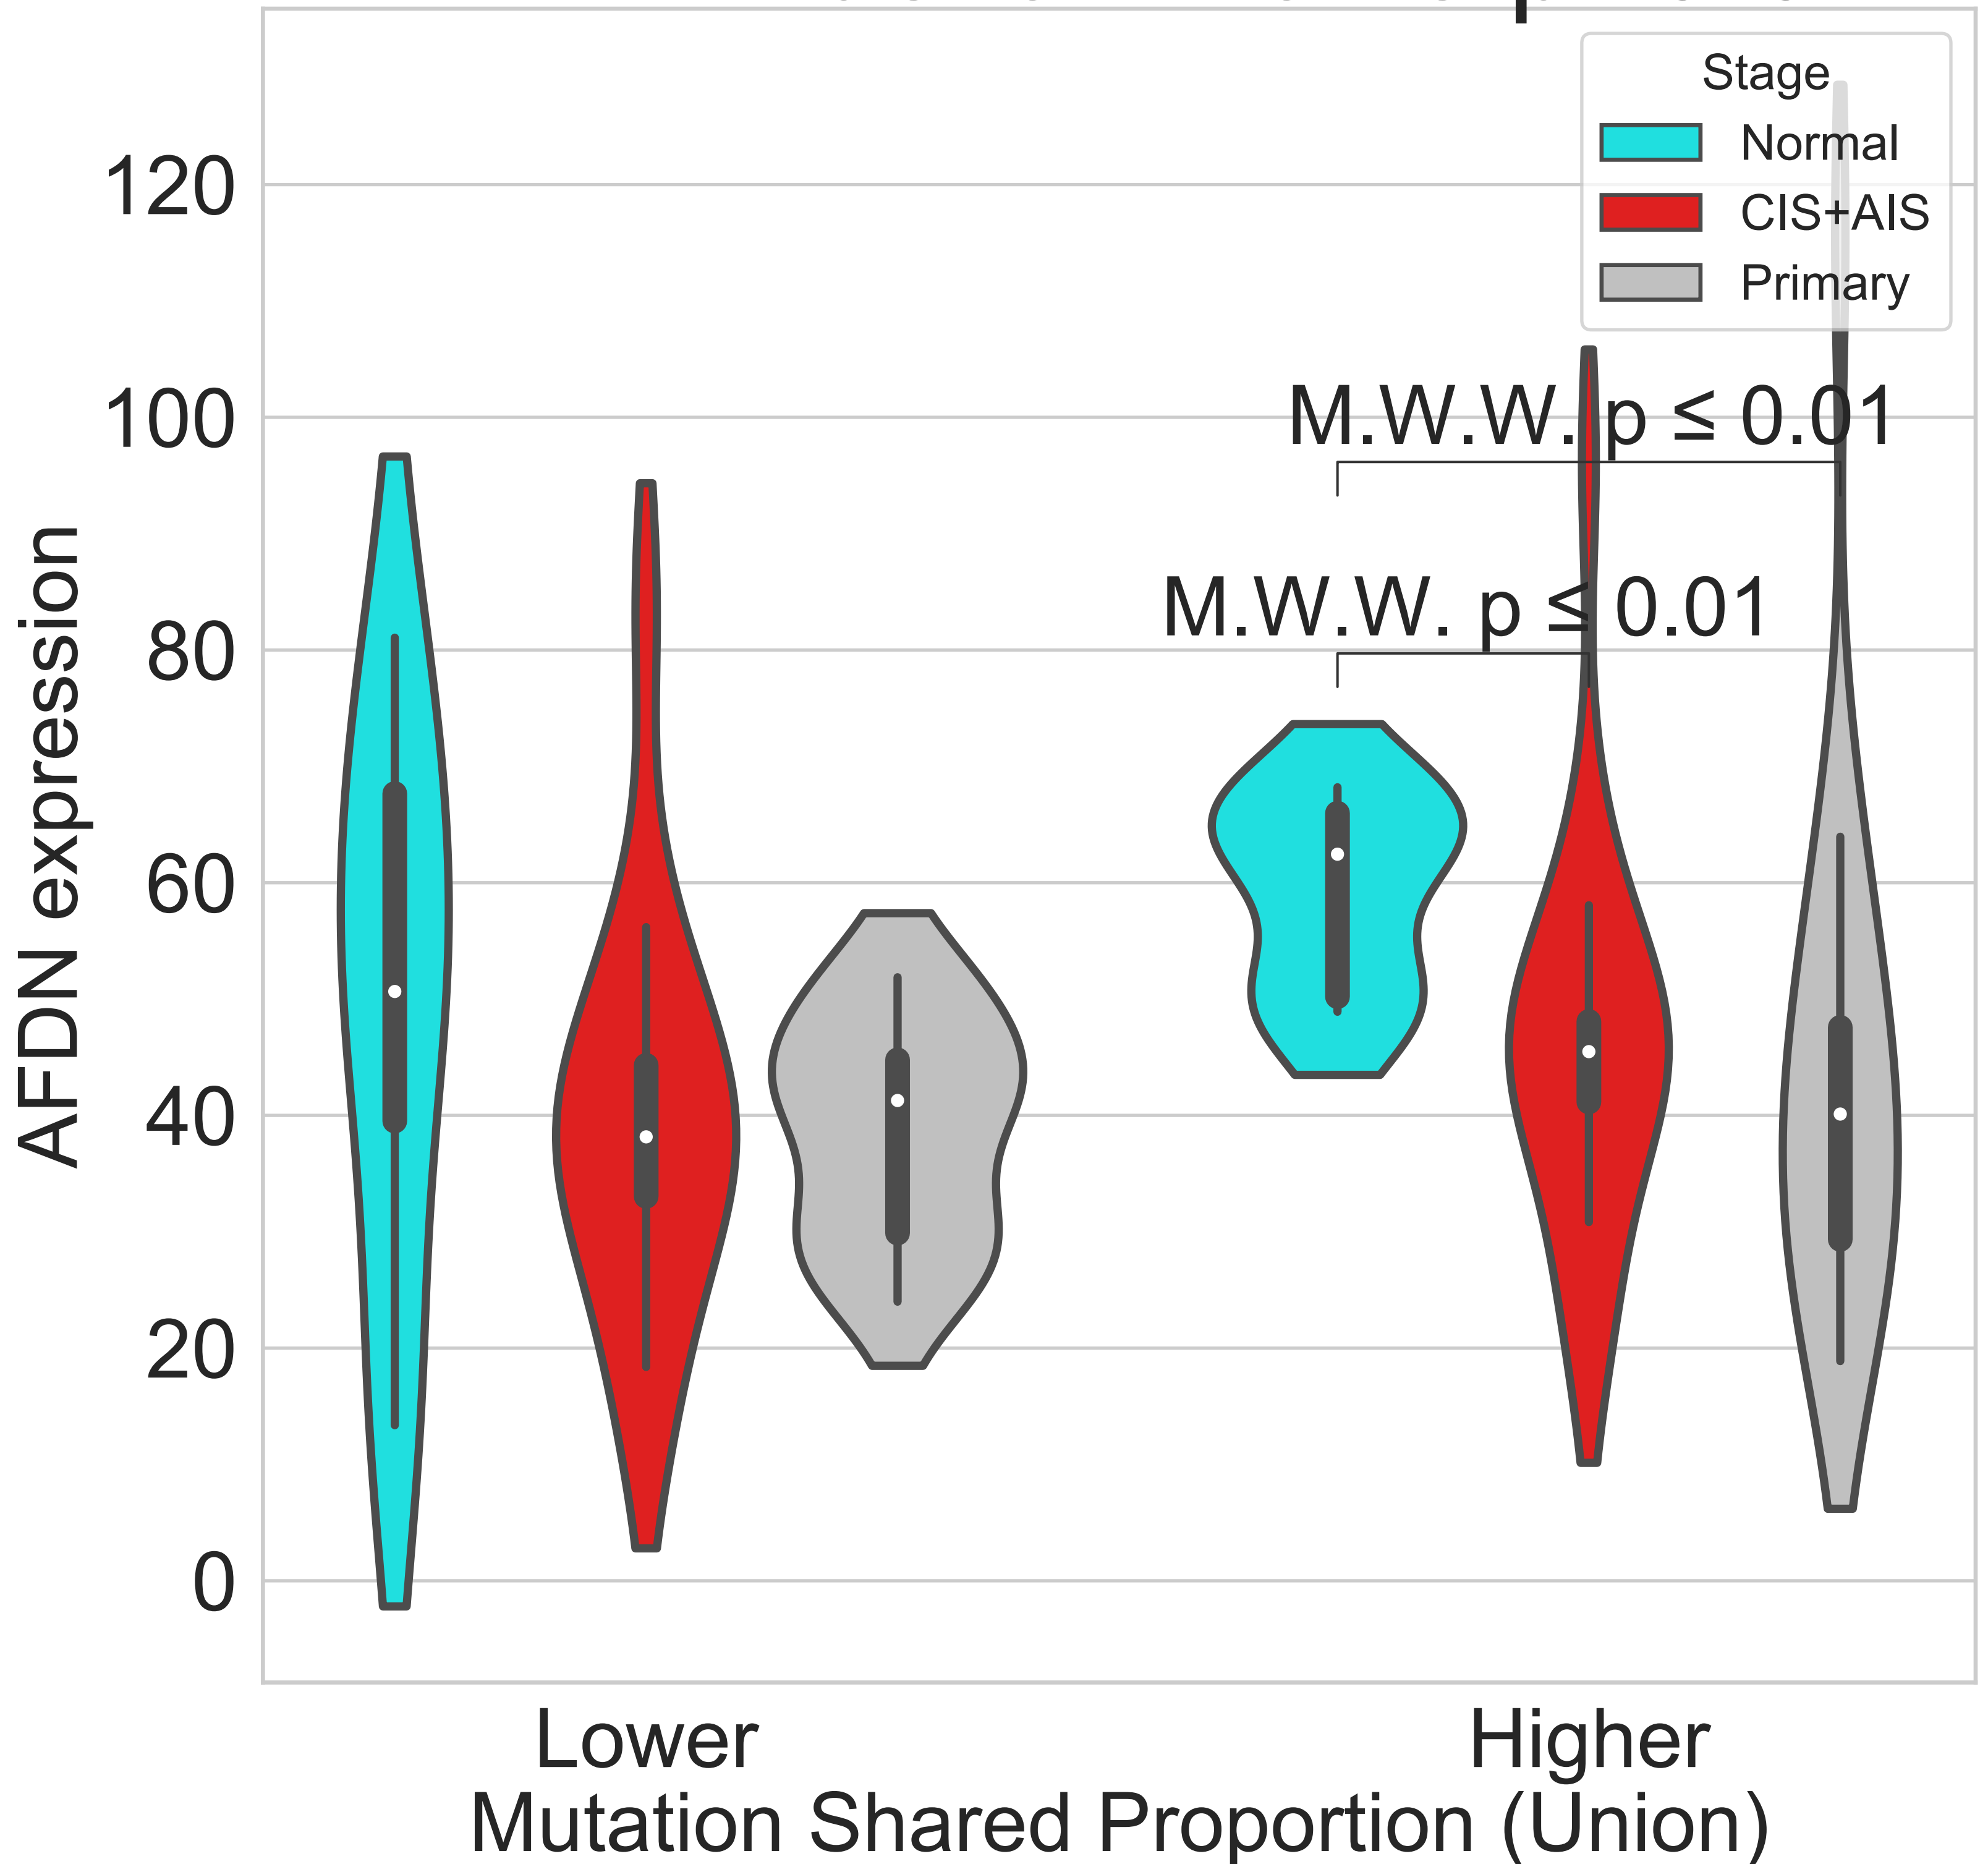 Stage
Normal
CIS+AIS
Primary
120
100
80
60
40
20
0
AFDN expression
M.W.W. p ≤ 0.01
M.W.W. p ≤ 0.01
Lower
Higher
Mutation Shared Proportion (Union)